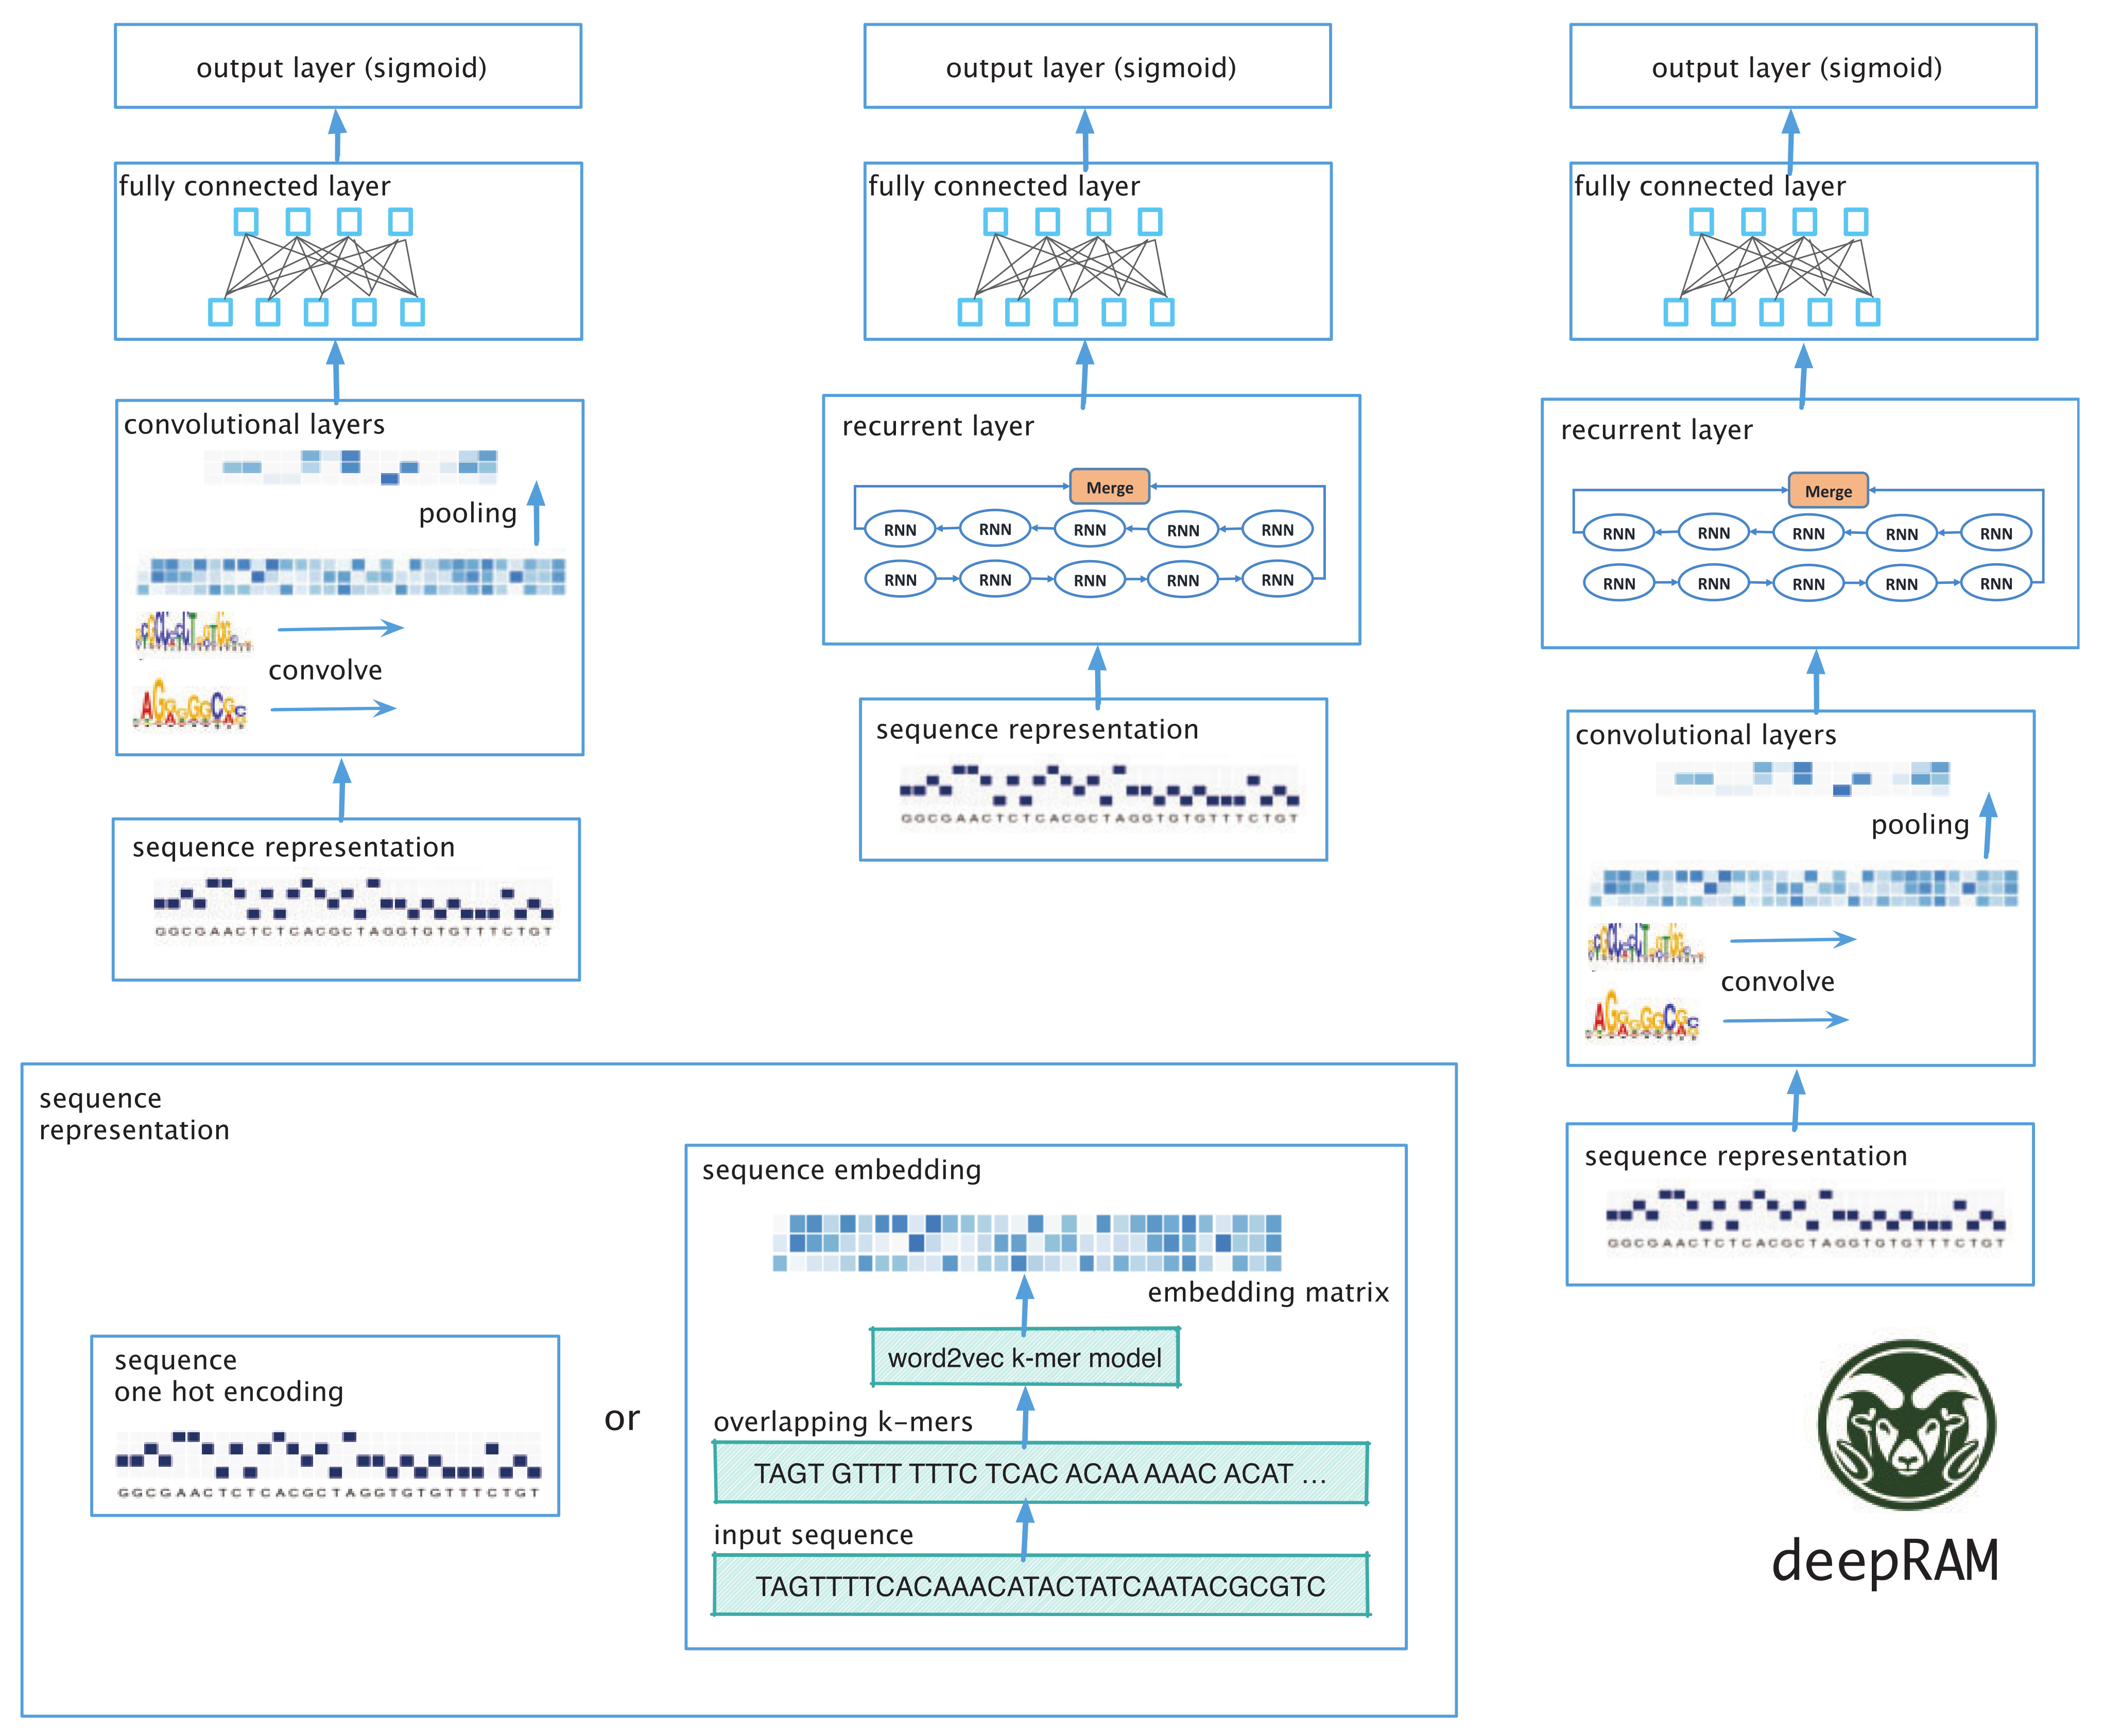 output layer (sigmoid)
fully connected layer
convolutional layers
pooling
convolve
sequence representation
GGCGAACTCTCACGCTAGGTGTGTTTCTGT
output layer (sigmoid)
fully connected layer
recurrent layer
Merge
RNN RNN RNN RNN RNN
RNN RNN RNN RNN RNN
sequence representation
GGCGAACTCTCACGCTAGGTGTGTTTCTGT
output layer (sigmoid)
fully connected layer
recurrent layer
Merge
RNN RNN RNN RNN RNN
RNN RNN RNN RNN RNN
convolutional layers
pooling
convolve
sequence representation
GGCGAACTCTCACGCTAGGTGTGTTTCTGT
sequence
representation
sequence
one hot encoding
GGCGAACTCTCACGCTAGGTGTGTTTCTGT
or
sequence embedding
embedding matrix
word2vec k-mer model
overlapping k-mers
TAGT GTTT TTTC TCAC ACAA AAAC ACAT ...
input sequence
TAGTTTTCACAAACATACTATCAATACGCGTC
deepRAM